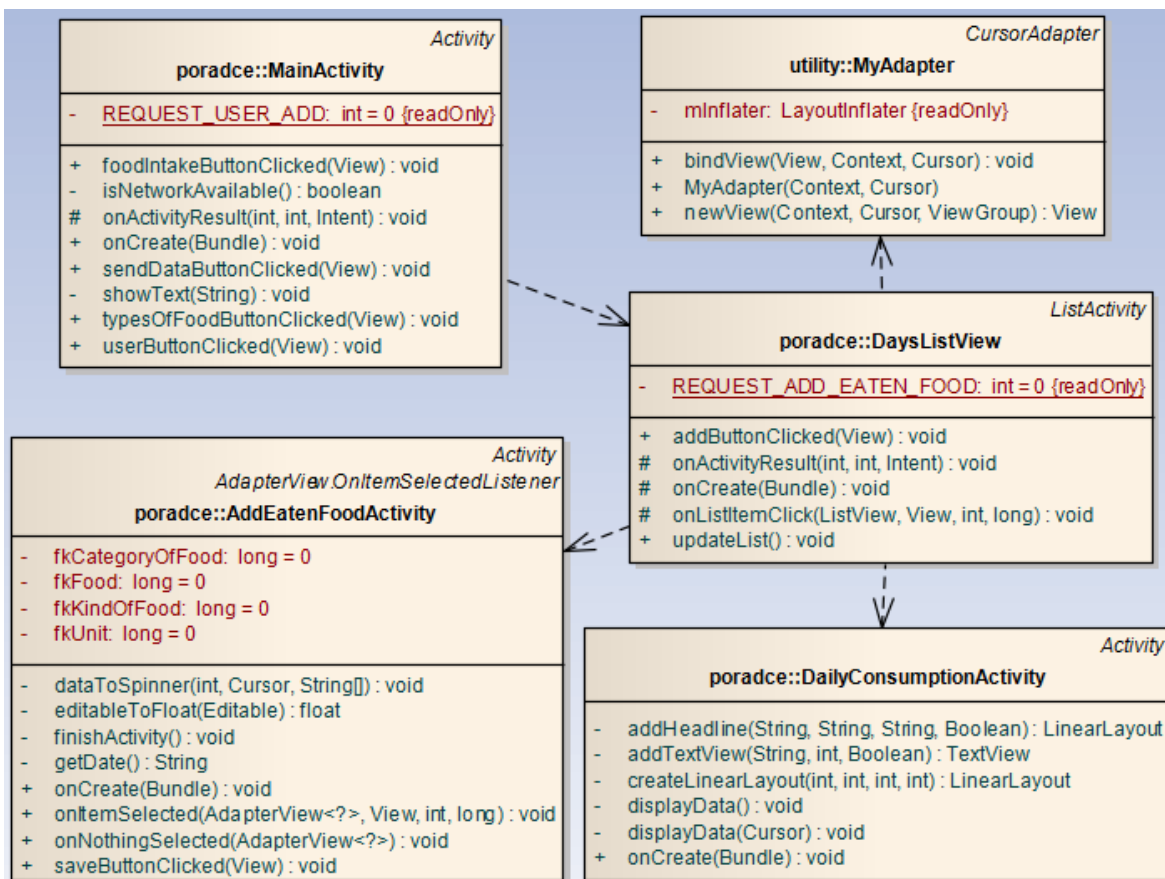 Activity
poradce::MainActivity
- REQUEST_USER_ADD: int = 0 {readOnly}
+ foodIntakeButtonClicked(View) : void
- isNetworkAvailable() : boolean
# onActivityResult(int, int, Intent) : void
+ onCreate(Bundle) : void
+ sendDataButtonClicked(View) : void
- showText(String) : void
+ typesOfFoodButtonClicked(View) : void
+ userButtonClicked(View) : void
CursorAdapter
utility::MyAdapter
- mInflater: LayoutInflater {readOnly}
+ bindView(View, Context, Cursor) : void
+ MyAdapter(Context, Cursor)
+ newView(Context, Cursor, ViewGroup) : View
ListActivity
poradce::DaysListView
- REQUEST_ADD_EATEN_FOOD: int = 0 {readOnly}
+ addButtonClicked(View) : void
# onActivityResult(int, int, Intent) : void
# onCreate(Bundle) : void
# onListItemClick(ListView, View, int, long) : void
+ updateList() : void
Activity
AdapterView.OnItemSelectedListener
poradce::AddEatenFoodActivity
- fkCategoryOfFood: long = 0
- fkFood: long = 0
- fkKindOfFood: long = 0
- fkUnit: long = 0
- dataToSpinner(int, Cursor, String[]) : void
- editableToFloat(Editable) : float
- finishActivity() : void
- getDate() : String
+ onCreate(Bundle) : void
+ onItemSelected(AdapterView<?>, View, int, long) : void
+ onNothingSelected(AdapterView<?>) : void
+ saveButtonClicked(View) : void
Activity
poradce::DailyConsumptionActivity
- addHeadline(String, String, String, Boolean) : LinearLayout
- addTextView(String, int, Boolean) : TextView
- createLinearLayout(int, int, int, int) : LinearLayout
- displayData() : void
- displayData(Cursor) : void
+ onCreate(Bundle) : void